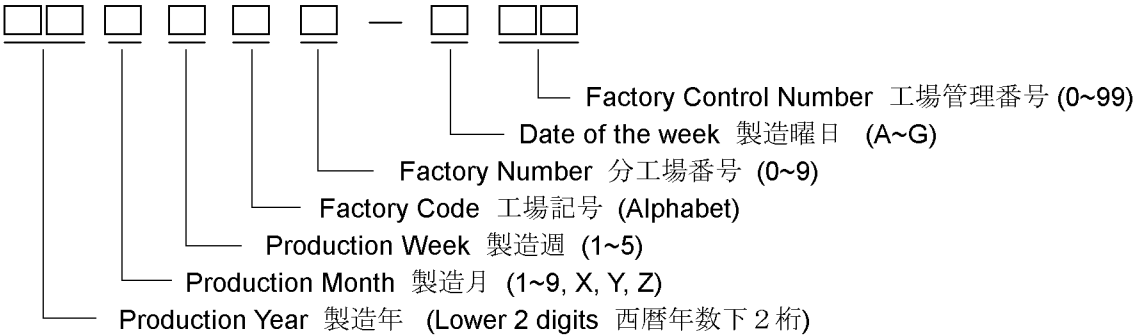 Factory Control Number 工場管理番号 (0~99)
Date of the week 製造曜日 (A~G)
Factory Number 分工場番号 (0~9)
Factory Code 工場記号 (Alphabet)
Production Week 製造週 (1~5)
Production Month 製造月 (1~9, X, Y, Z)
Production Year 製造年 (Lower 2 digits 西暦年数下２桁)